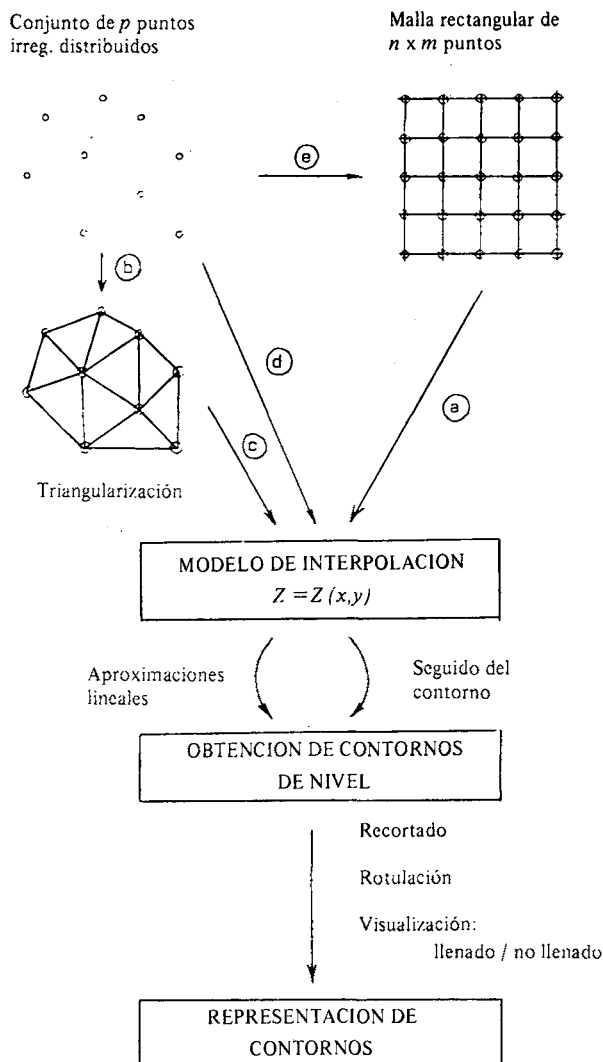 Conjunto de p puntos
irreg. distribuidos
Malla rectangular de
n x m puntos
e
b
d
a
c
Triangularización
MODELO DE INTERPOLACION
Z = Z (x,y)
Aproximaciones
lineales
Seguido del
contorno
OBTENCION DE CONTORNOS
DE NIVEL
Recortado
Rotulación
Visualización:
llenado / no llenado
REPRESENTACION DE
CONTORNOS